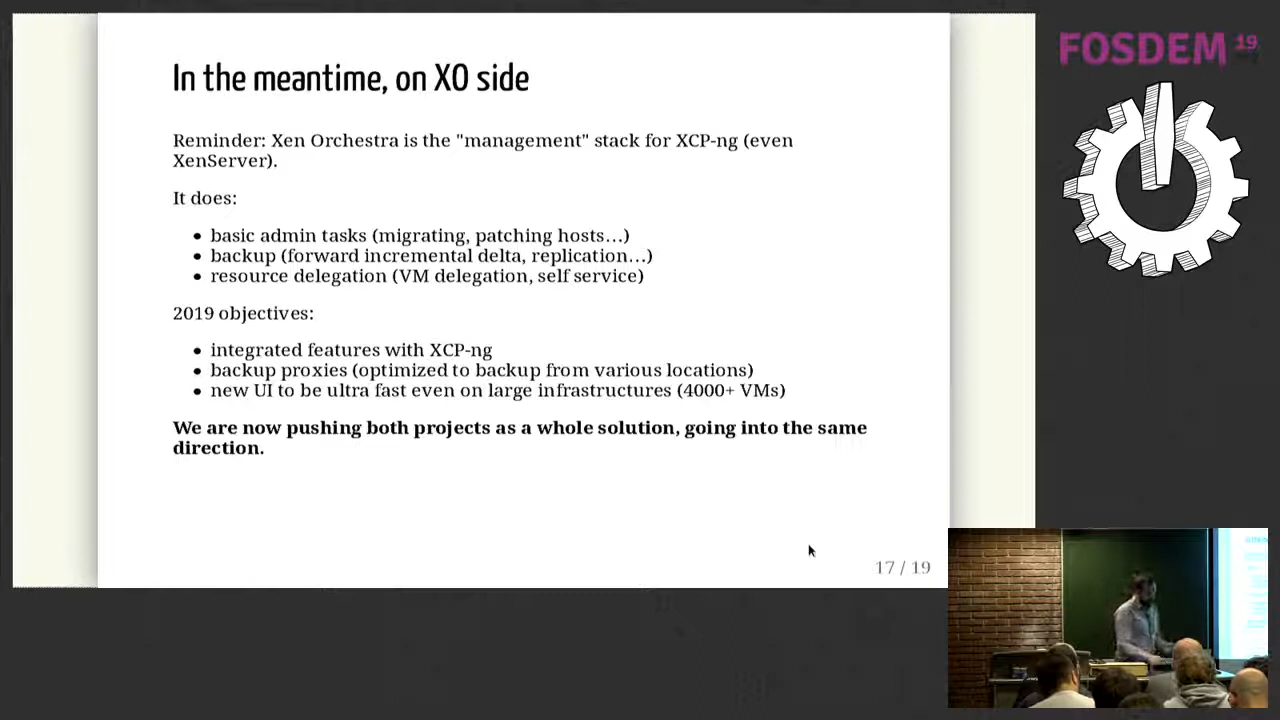 In the meantime, on XO side
Reminder: Xen Orchestra is the "management" stack for XCP-ng (even
XenServer).
It does:
• basic admin tasks (migrating, patching hosts…)
• backup (forward incremental delta, replication…)
• resource delegation (VM delegation, self service)
2019 objectives:
• integrated features with XCP-ng
• backup proxies (optimized to backup from various locations)
• new UI to be ultra fast even on large infrastructures (4000+ VMs)
We are now pushing both projects as a whole solution, going into the same
direction.
17 / 19
FOSDEM 19